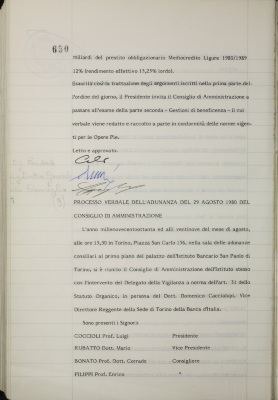 650
miliardi del prestito obbligazionario Mediocredito Ligure 1980/1987
12% (rendimento effettivo 13,25% lordo).
Esaurita così la trattazione degli argomenti iscritti nella prima parte del-
l'ordine del giorno, il Presidente invita il Consiglio di Amministrazione a
passare all'esame della parte seconda - Gestioni di beneficenza - il cui
verbale viene redatto e raccolto a parte in conformità delle norme vigen-
ti per le Opere Pie.
Letto e approvato.
PROCESSO VERBALE DELL'ADUNANZA DEL 29 AGOSTO 1980 DEL
CONSIGLIO DI AMMINISTRAZIONE
L'anno millenovecentoottanta ed alli ventinove del mese di agosto,
alle ore 15,30 in Torino, Piazza San Carlo 156, nella sala delle adunanze
consiliari al primo piano del palazzo dell'Istituto Bancario San Paolo di
Torino, si è riunito il Consiglio di Amministrazione dell'Istituto stesso
con l'intervento del Delegato della Vigilanza a norma dell'art. 31 dello
Statuto Organico, in persona del Dott. Domenico Gaccialupi, Vice
Direttore Reggente della Sede di Torino della Banca d'Italia.
Sono presenti i Signori:
COCCIOLI Prof. Luigi Presidente
RUBATTO Dott. Mario Vice Presidente
BONATO Prof. Dott. Corrado Consigliere
FILIPPI Prof. Enrico "